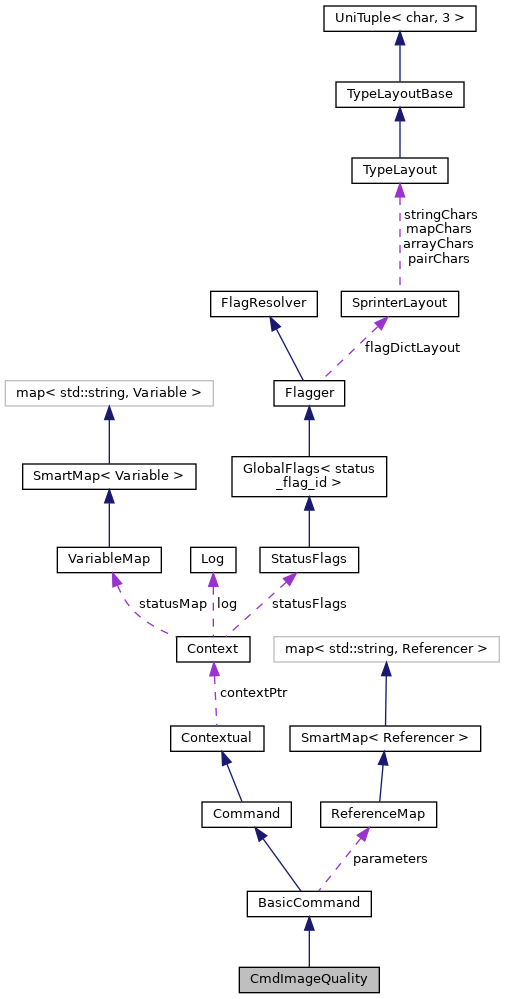 UniTuple< char, 3 >
TypeLayoutBase
TypeLayout
stringChars
mapChars
arrayChars
pairChars
FlagResolver
SprinterLayout
flagDictLayout
map< std::string, Variable >
Flagger
SmartMap< Variable >
GlobalFlags< status
_flag_id >
VariableMap
Log
StatusFlags
statusMap
log
statusFlags
Context
map< std::string, Referencer >
contextPtr
Contextual
SmartMap< Referencer >
Command
ReferenceMap
parameters
BasicCommand
CmdImageQuality